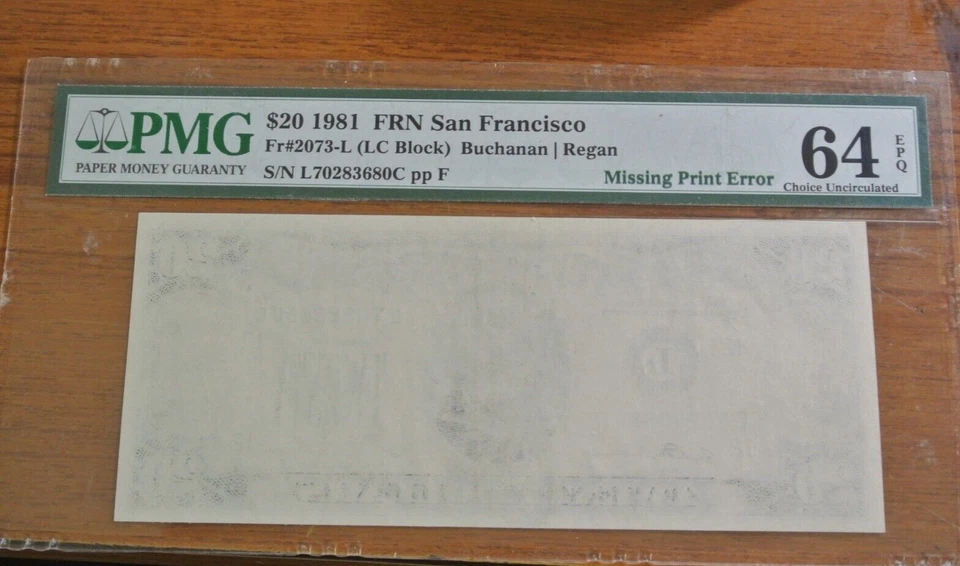 PMG
PAPER MONEY GUARANTY
$20 1981 FRN San Francisco
Fr#2073-L (LC Block) Buchanan | Regan
S/N L70283680C pp F
Missing Print Error
64
EPQ
Choice Uncirculated